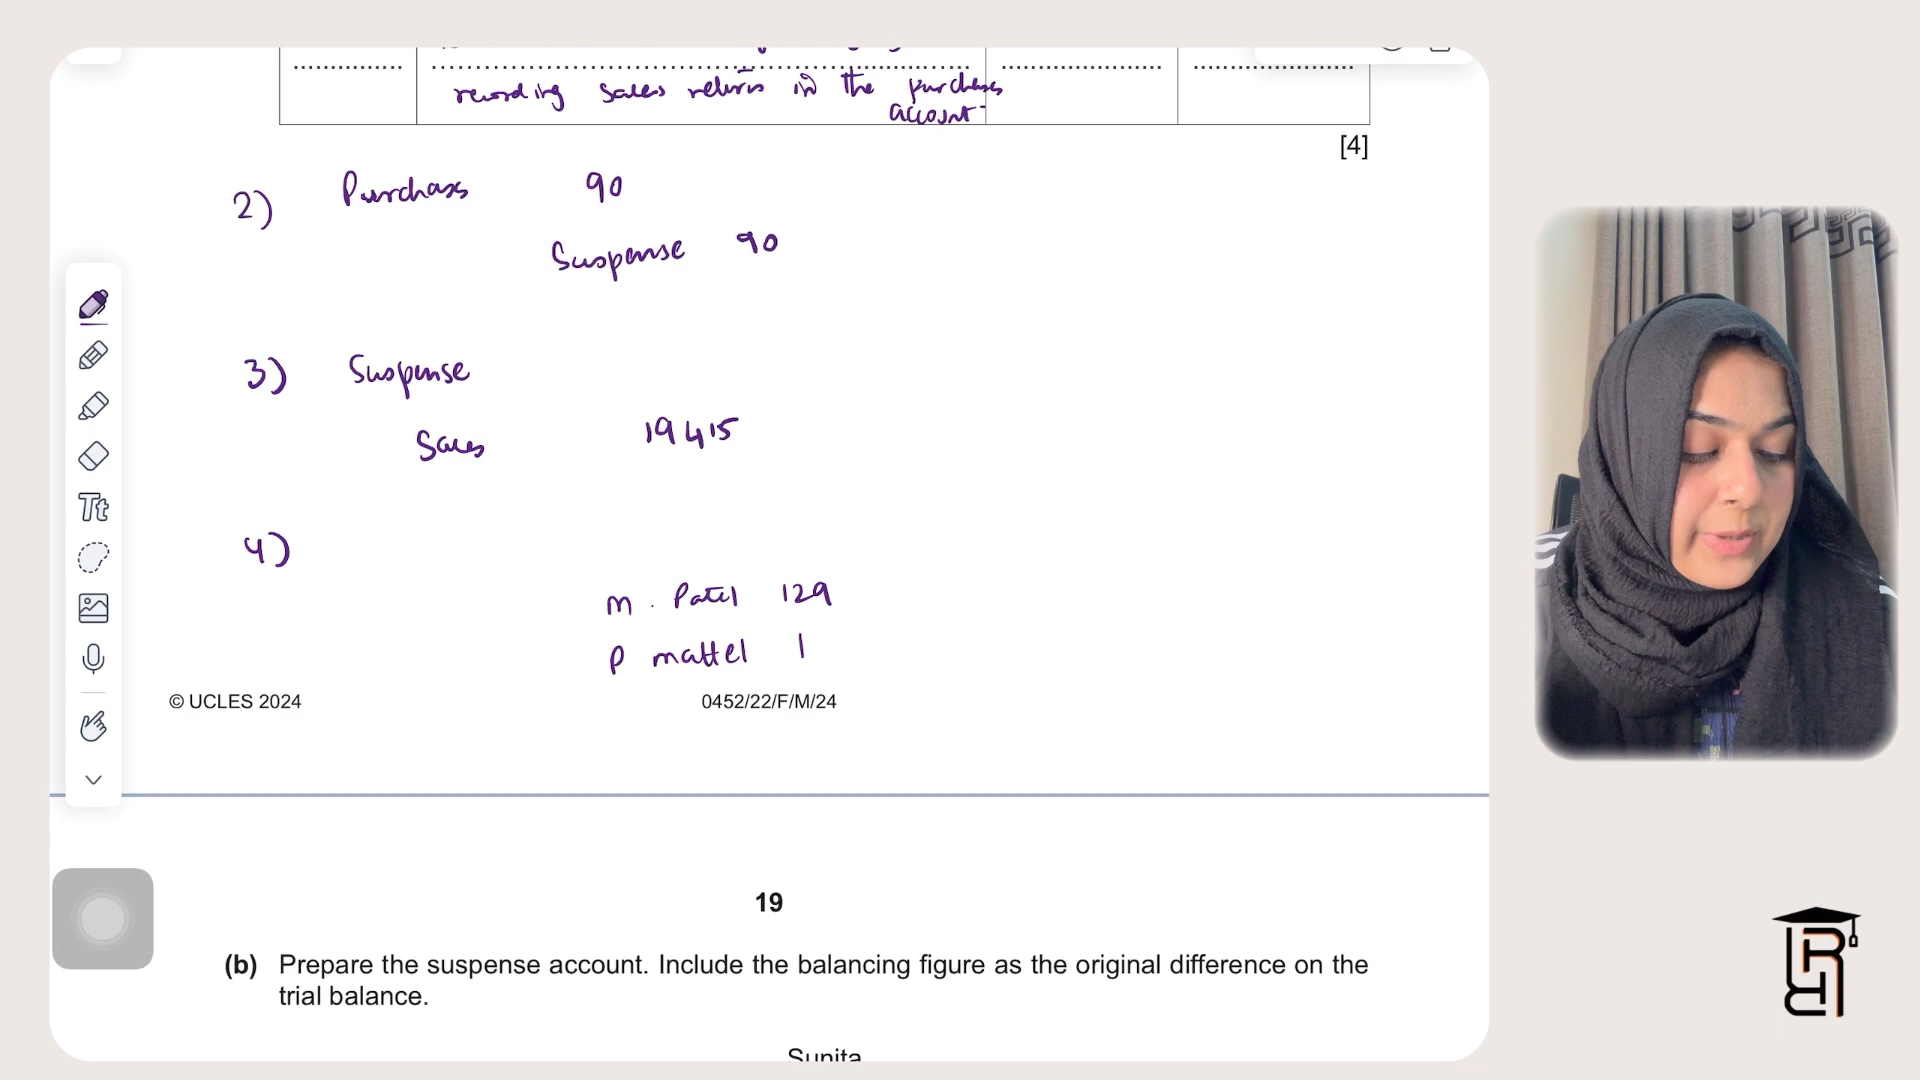 recording sales returns in the purchases
account
[4]
2) Purchases 90
Suspense 90
3) Suspense
Sales 19415
4)
M. Patel 129
P mattel 1
© UCLES 2024 0452/22/F/M/24
Tt
19
(b) Prepare the suspense account. Include the balancing figure as the original difference on the
trial balance.
Sunita